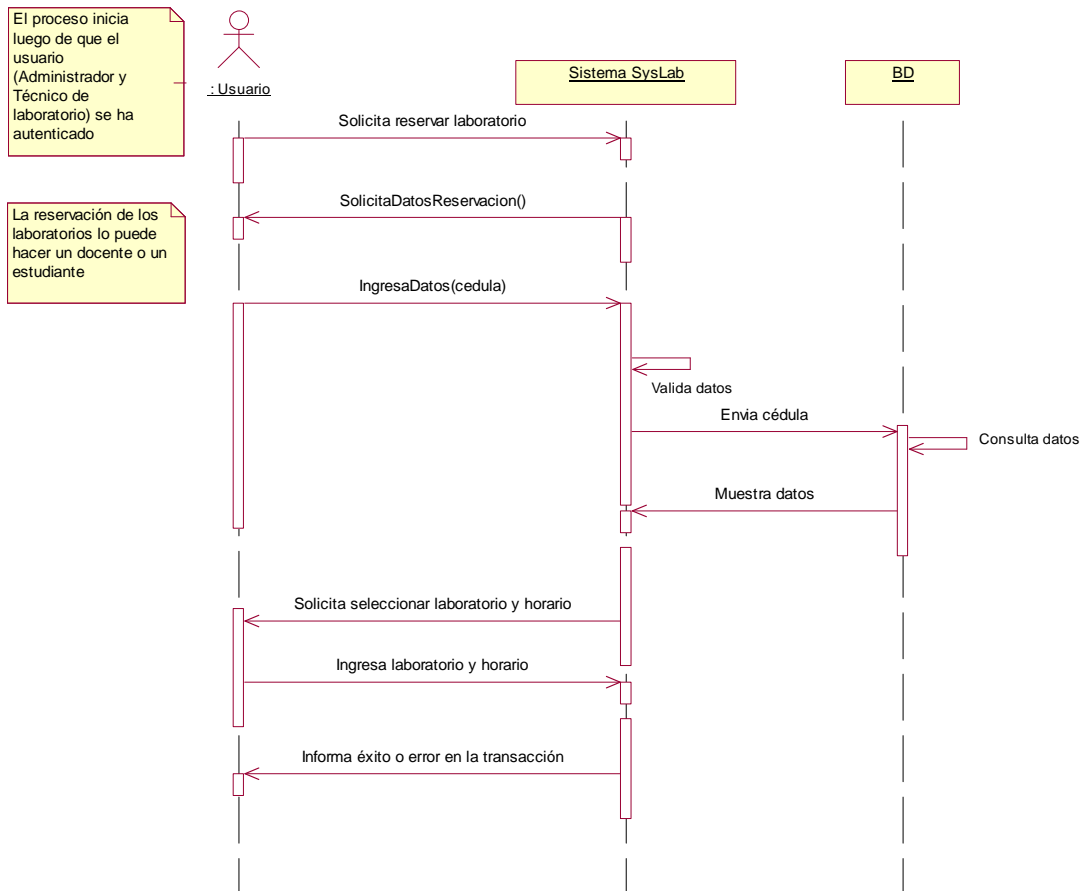 El proceso inicia
luego de que el
usuario
(Administrador y
Técnico de
laboratorio) se ha
autenticado
: Usuario
Sistema SysLab
BD
Solicita reservar laboratorio
La reservación de los
laboratorios lo puede
hacer un docente o un
estudiante
SolicitaDatosReservacion()
IngresaDatos(cedula)
Valida datos
Envia cédula
Consulta datos
Muestra datos
Solicita seleccionar laboratorio y horario
Ingresa laboratorio y horario
Informa éxito o error en la transacción